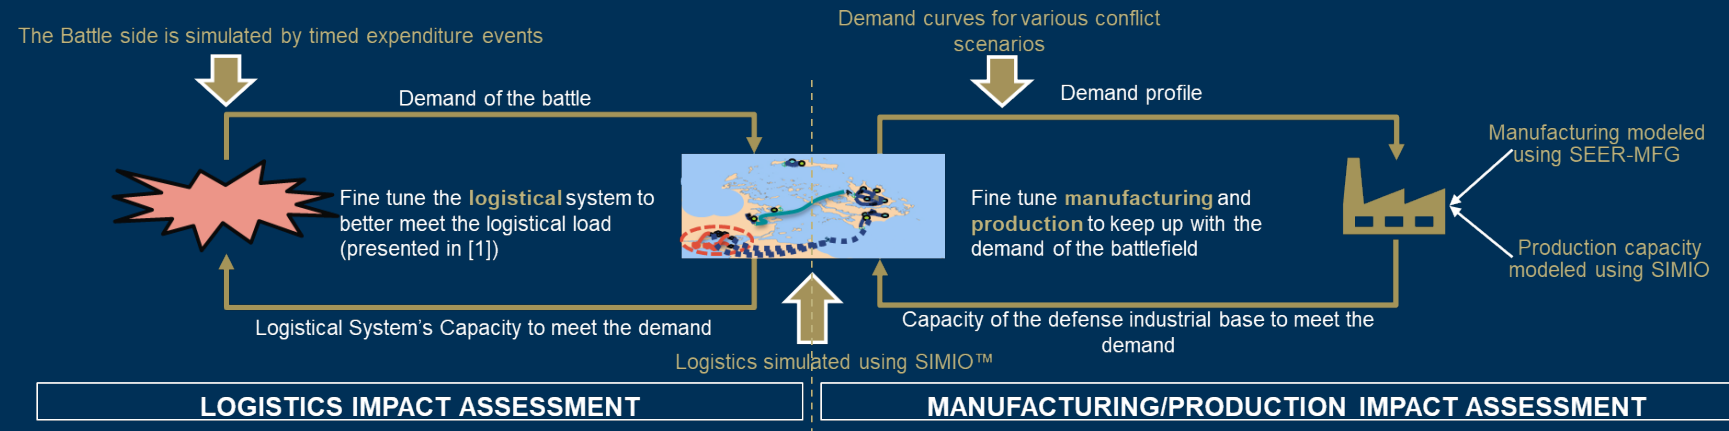 The Battle side is simulated by timed expenditure events
Demand curves for various conflict
scenarios
Demand of the battle
Demand profile
Manufacturing modeled
using SEER-MFG
Fine tune the logistical system to
better meet the logistical load
(presented in [1])
Fine tune manufacturing and
production to keep up with the
demand of the battlefield
Production capacity
modeled using SIMIO
Logistical System's Capacity to meet the demand
Capacity of the defense industrial base to meet the
demand
Logistics simulated using SIMIO™
LOGISTICS IMPACT ASSESSMENT
MANUFACTURING/PRODUCTION IMPACT ASSESSMENT